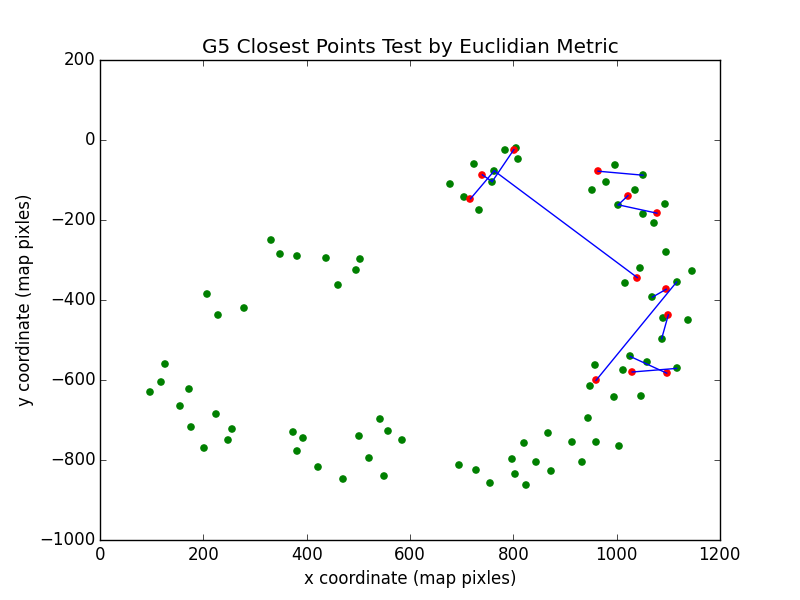 G5 Closest Points Test by Euclidian Metric
200
0
−200
−400
−600
−800
−1000
y coordinate (map pixles)
0 200 400 600 800 1000 1200
x coordinate (map pixles)